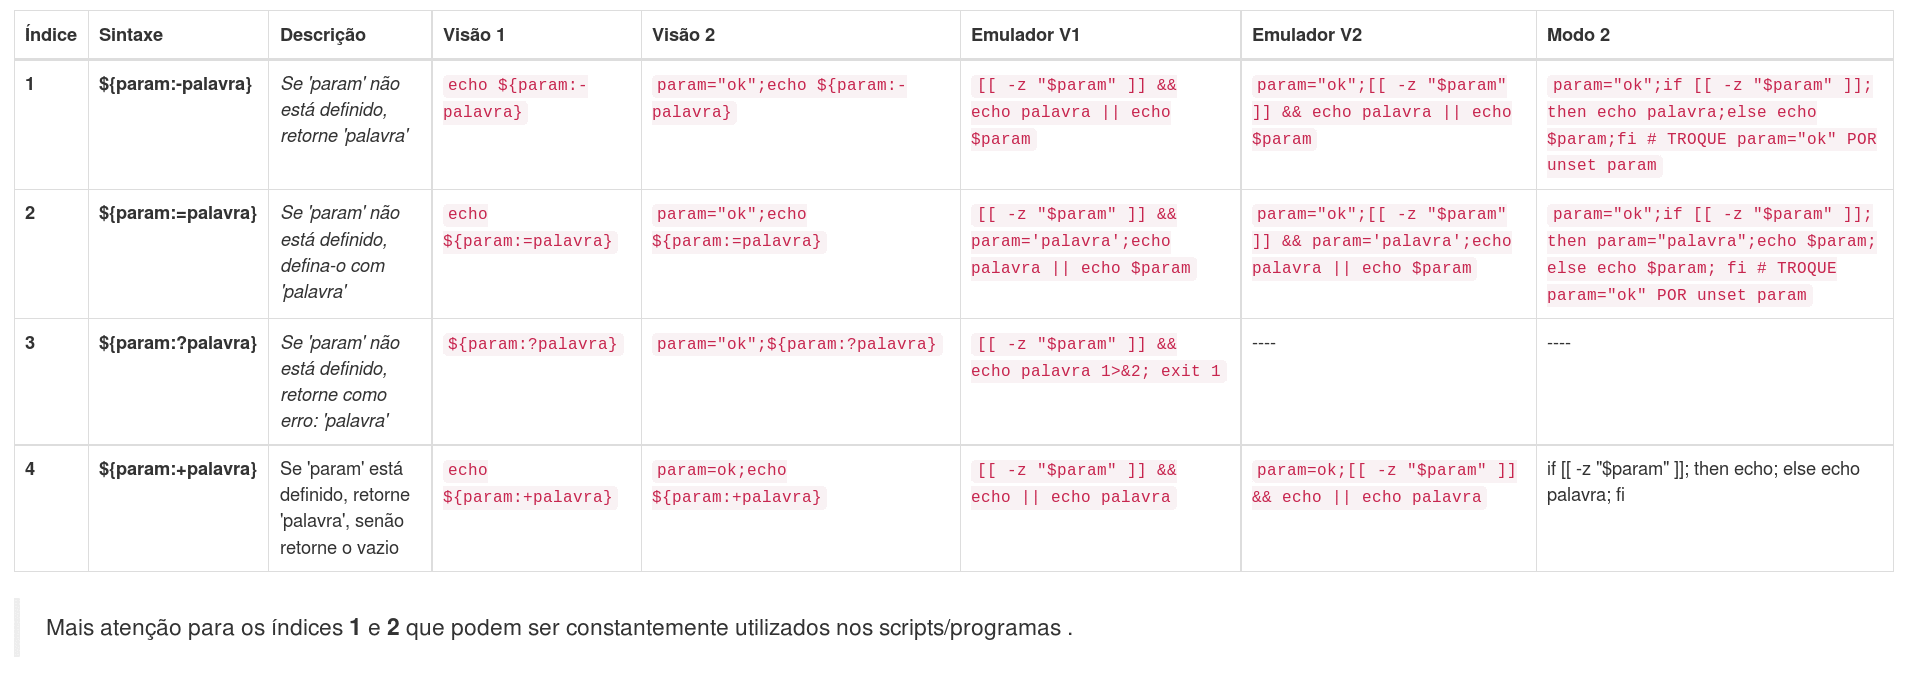 Índice Sintaxe Descrição Visão 1 Visão 2 Emulador V1 Emulador V2 Modo 2
1
${param:-palavra}
Se 'param' não
está definido,
retorne 'palavra'
echo ${param:-
palavra}
param="ok";echo ${param:-
palavra}
[[ -z "$param" ]] &&
echo palavra || echo
$param
param="ok";[[ -z "$param"
]] && echo palavra || echo
$param
param="ok";if [[ -z "$param" ]];
then echo palavra;else echo
$param;fi # TROQUE param="ok" POR
unset param
2
${param:=palavra}
Se 'param' não
está definido,
defina-o com
'palavra'
echo
${param:=palavra}
param="ok";echo
${param:=palavra}
[[ -z "$param" ]] &&
param='palavra';echo
palavra || echo $param
param="ok";[[ -z "$param"
]] && param='palavra';echo
palavra || echo $param
param="ok";if [[ -z "$param" ]];
then param="palavra";echo $param;
else echo $param; fi # TROQUE
param="ok" POR unset param
3
${param:?palavra}
Se 'param' não
está definido,
retorne como
erro: 'palavra'
${param:?palavra}
param="ok";${param:?palavra}
[[ -z "$param" ]] &&
echo palavra 1>&2; exit 1
----
----
4
${param:+palavra}
Se 'param' está
definido, retorne
'palavra', senão
retorne o vazio
echo
${param:+palavra}
param=ok;echo
${param:+palavra}
[[ -z "$param" ]] &&
echo || echo palavra
param=ok;[[ -z "$param" ]]
&& echo || echo palavra
if [[ -z "$param" ]]; then echo; else echo
palavra; fi
Mais atenção para os índices 1 e 2 que podem ser constantemente utilizados nos scripts/programas .